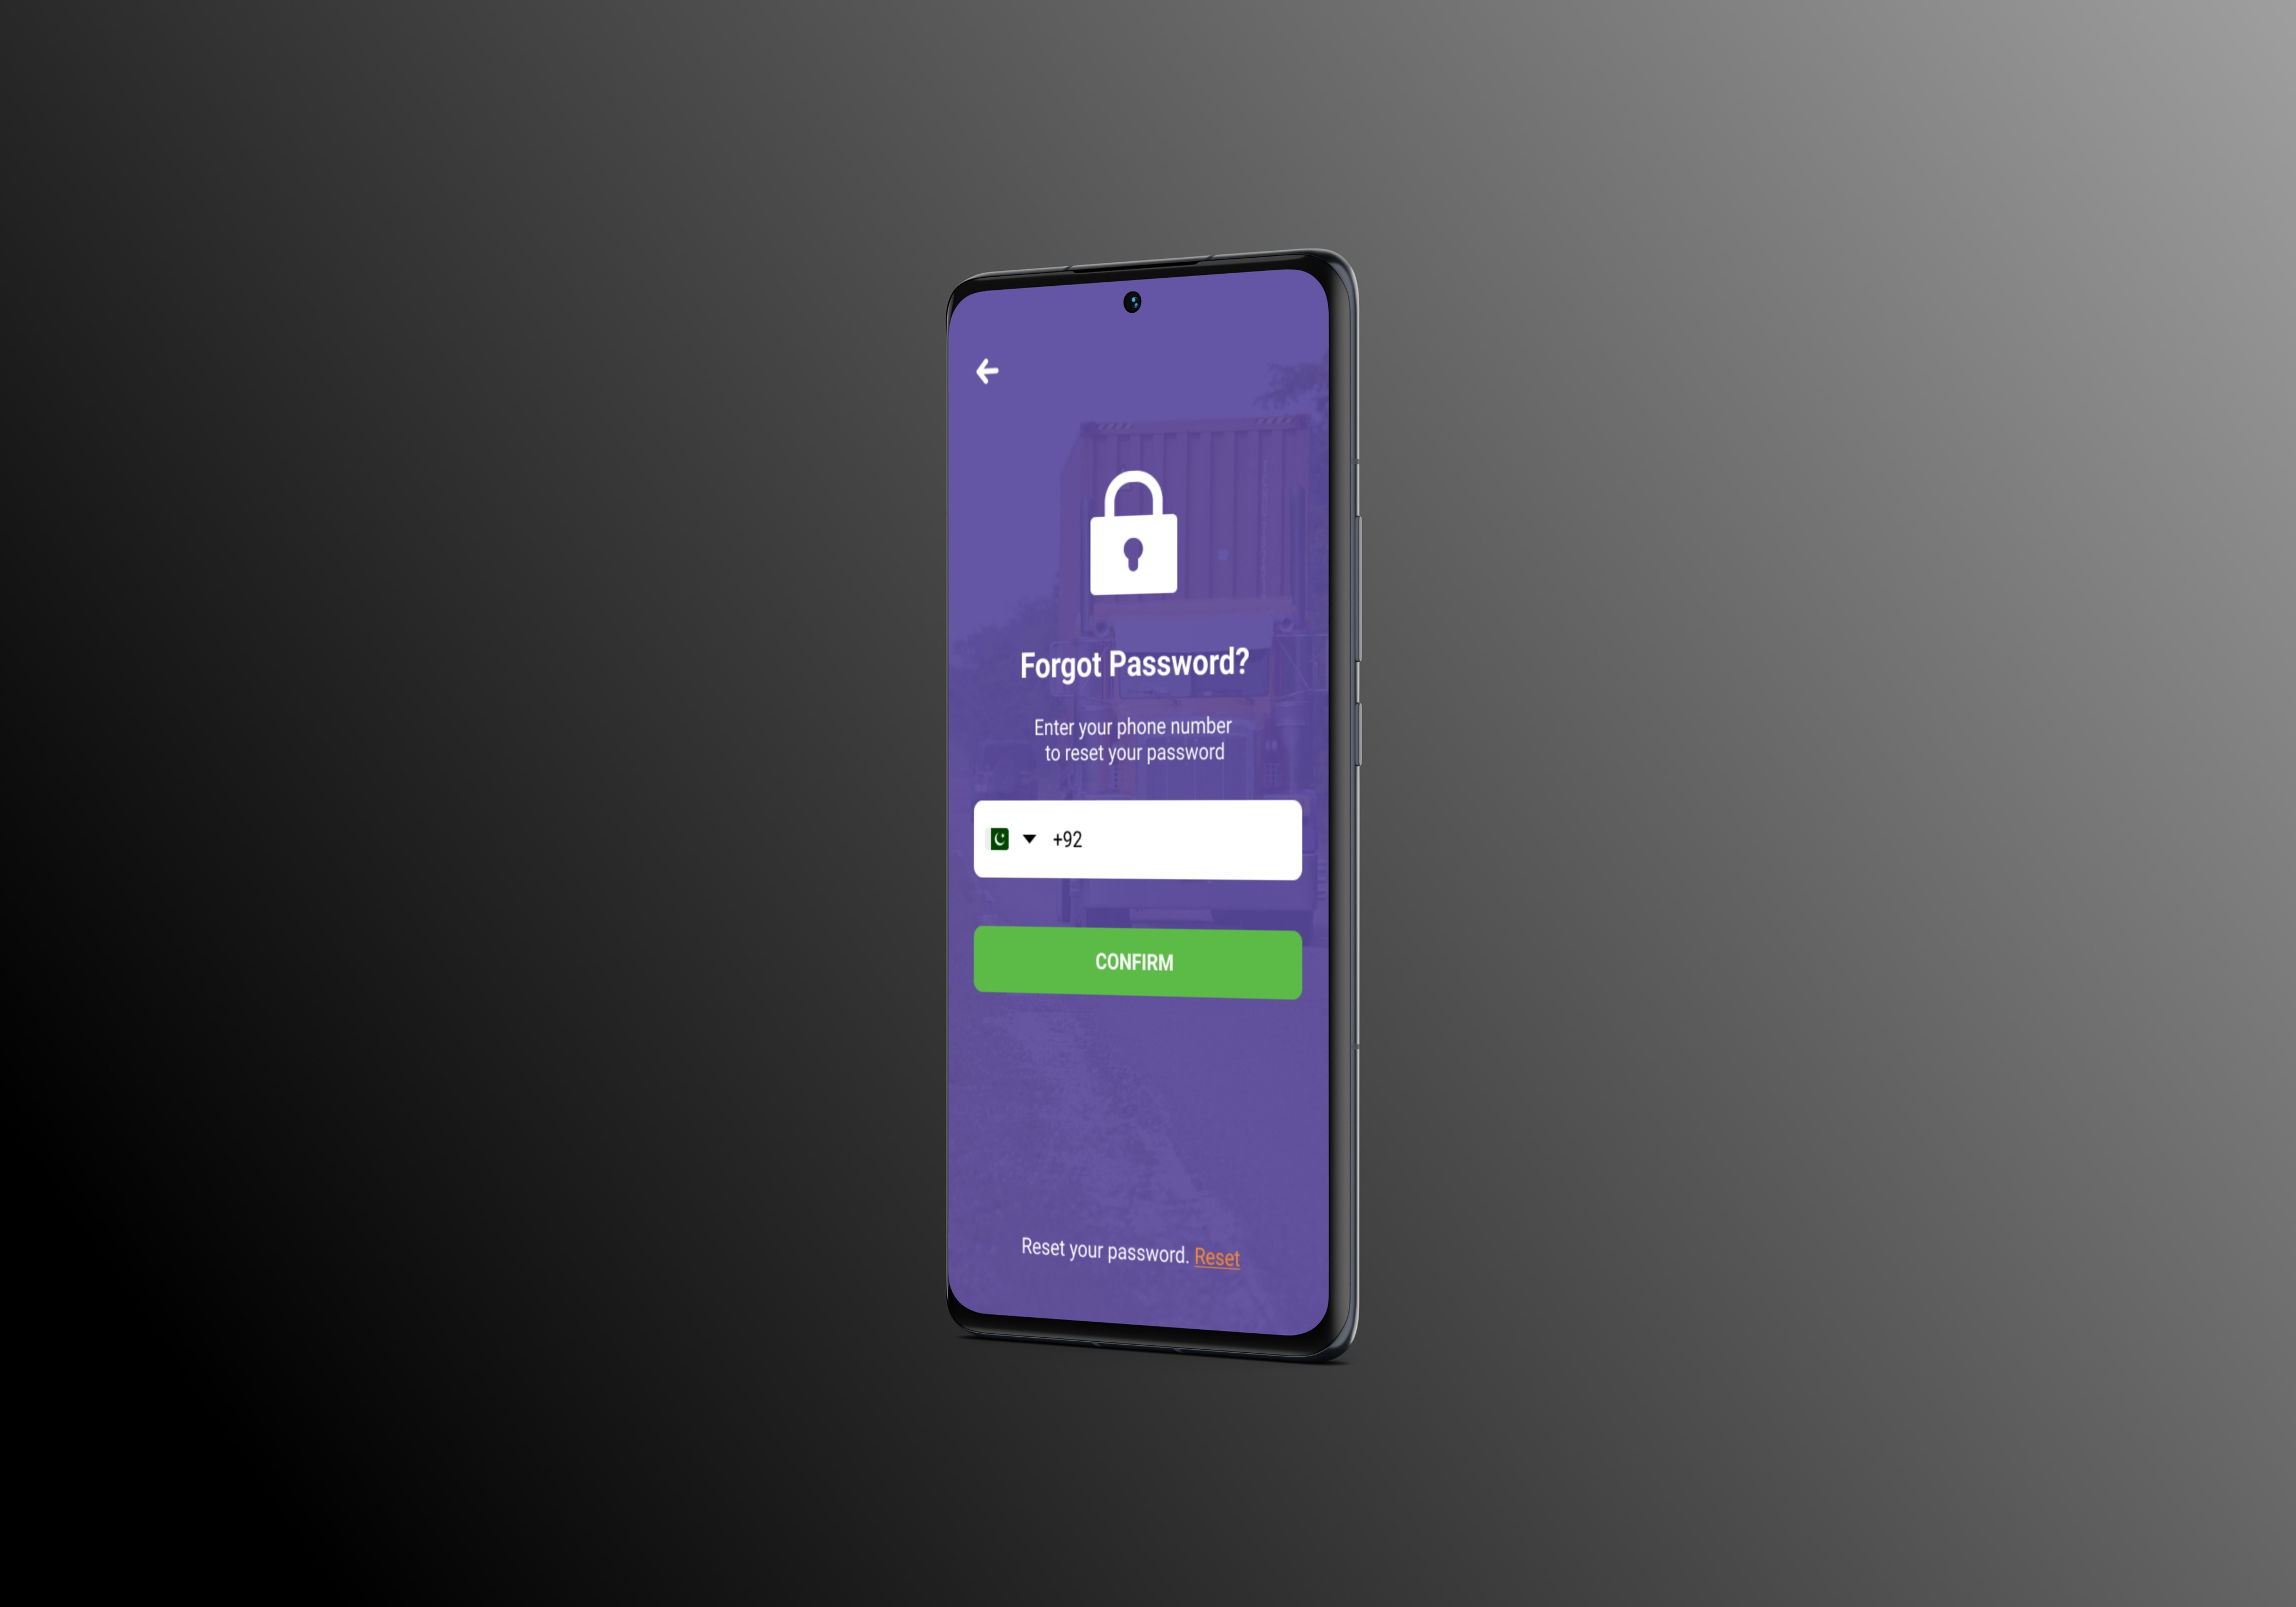 Forgot Password?
Enter your phone number
to reset your password
+92
CONFIRM
Reset your password. Reset